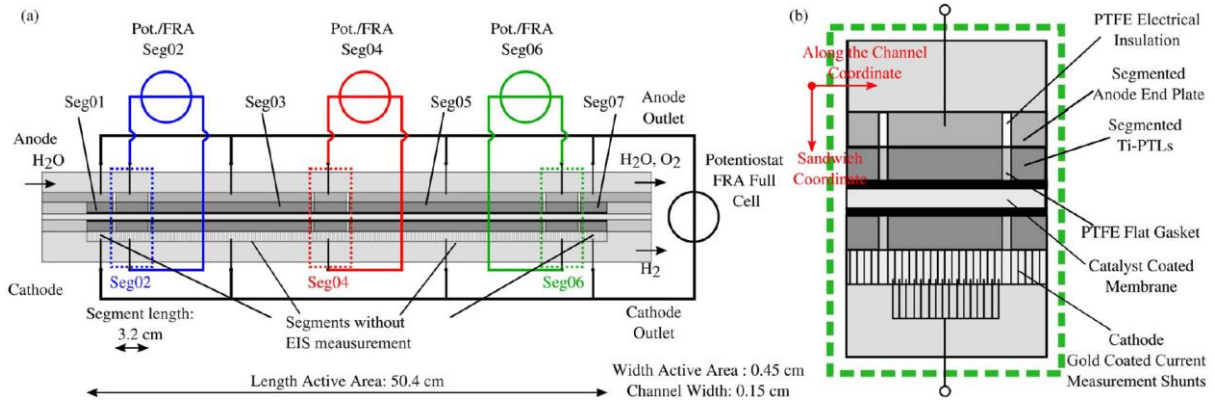 (a)
Pot./FRA
Seg02
Pot./FRA
Seg04
Pot./FRA
Seg06
Seg01
Seg03
Seg05
Seg07
Anode
Outlet
Anode
H2O
H2O, O2
Potentiostat
FRA Full
Cell
H2
Seg02
Seg04
Seg06
Cathode
Cathode
Outlet
Segment length:
3.2 cm
Segments without
EIS meausurement
Length Active Area: 50.4 cm
Width Active Area : 0.45 cm
Channel Width: 0.15 cm
(b)
Along the Channel
Coordinate
Sandwich
Coordinate
PTFE Electrical
Insulation
Segmented
Anode End Plate
Segmented
Ti-PTLs
PTFE Flat Gasket
Catalyst Coated
Membrane
Cathode
Gold Coated Current
Measurement Shunts